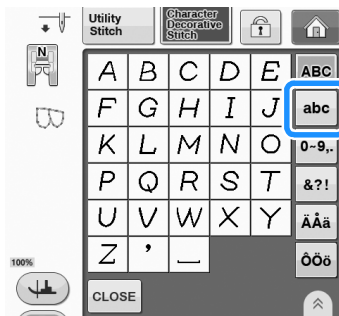 Utility
Stitch
Character
Decorative
Stitch
N
A B C D E ABC
F G H I J abc
K L M N O 0~9,.
P Q R S T &?!
U V W X Y ÄÅä
Z ’ _ ÔÖö
100%
CLOSE